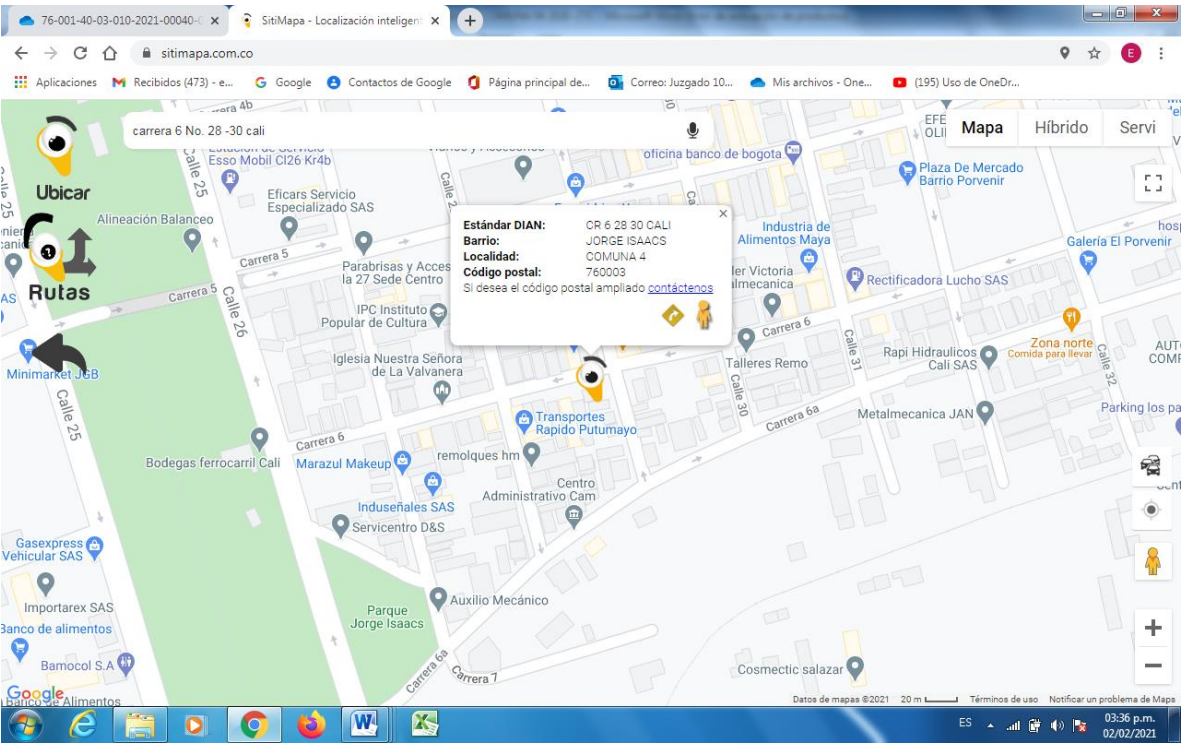 76-001-40-03-010-2021-00040-
SitiMapa - Localización inteligen
sitimapa.com.co
E
Aplicaciones
Recibidos (473) - e...
Google
Contactos de Google
Página principal de...
Correo: Juzgado 10...
Mis archivos - One...
(195) Uso de OneDr...
carrera 6 No. 28 -30 cali
Mapa
Híbrido
Servi
Ubicar
Rutas
Esso Mobil Cl26 Kr4b
Calle 25
oficina banco de bogota
Plaza De Mercado
Barrio Porvenir
Eficars Servicio
Especializado SAS
Alineación Balanceo
Carrera 5
Carrera 5
Calle 26
Parabrisas y Acces
la 27 Sede Centro
IPC Instituto
Popular de Cultura
Estándar DIAN: CR 6 28 30 CALI
Barrio: JORGE ISAACS
Localidad: COMUNA 4
Código postal: 760003
Si desea el código postal ampliado contáctenos
Industria de
Alimentos Maya
Galería El Porvenir
Rectificadora Lucho SAS
Carrera 6
Calle 31
Zona norte
Comida para llevar
Rapi Hidraulicos
Cali SAS
Calle 32
Iglesia Nuestra Señora
de La Valvanera
Talleres Remo
Calle 30
Minimarket JGB
Calle 25
Transportes
Rapido Putumayo
Carrera 6a
Metalmecanica JAN
Parking los pa
Carrera 6
Bodegas ferrocarril Cali
Marazul Makeup
remolques hm
Centro
Administrativo Cam
Induseñales SAS
Servicentro D&S
Gasexpress
Vehicular SAS
Importarex SAS
Banco de alimentos
Bamocol S.A
Parque
Jorge Isaacs
Auxilio Mecánico
Carrera 6a
Carrera 7
Cosmectic salazar
Google
Datos de mapas ©2021
20 m
Términos de uso
Notificar un problema de Maps
ES
03:36 p.m.
02/02/2021